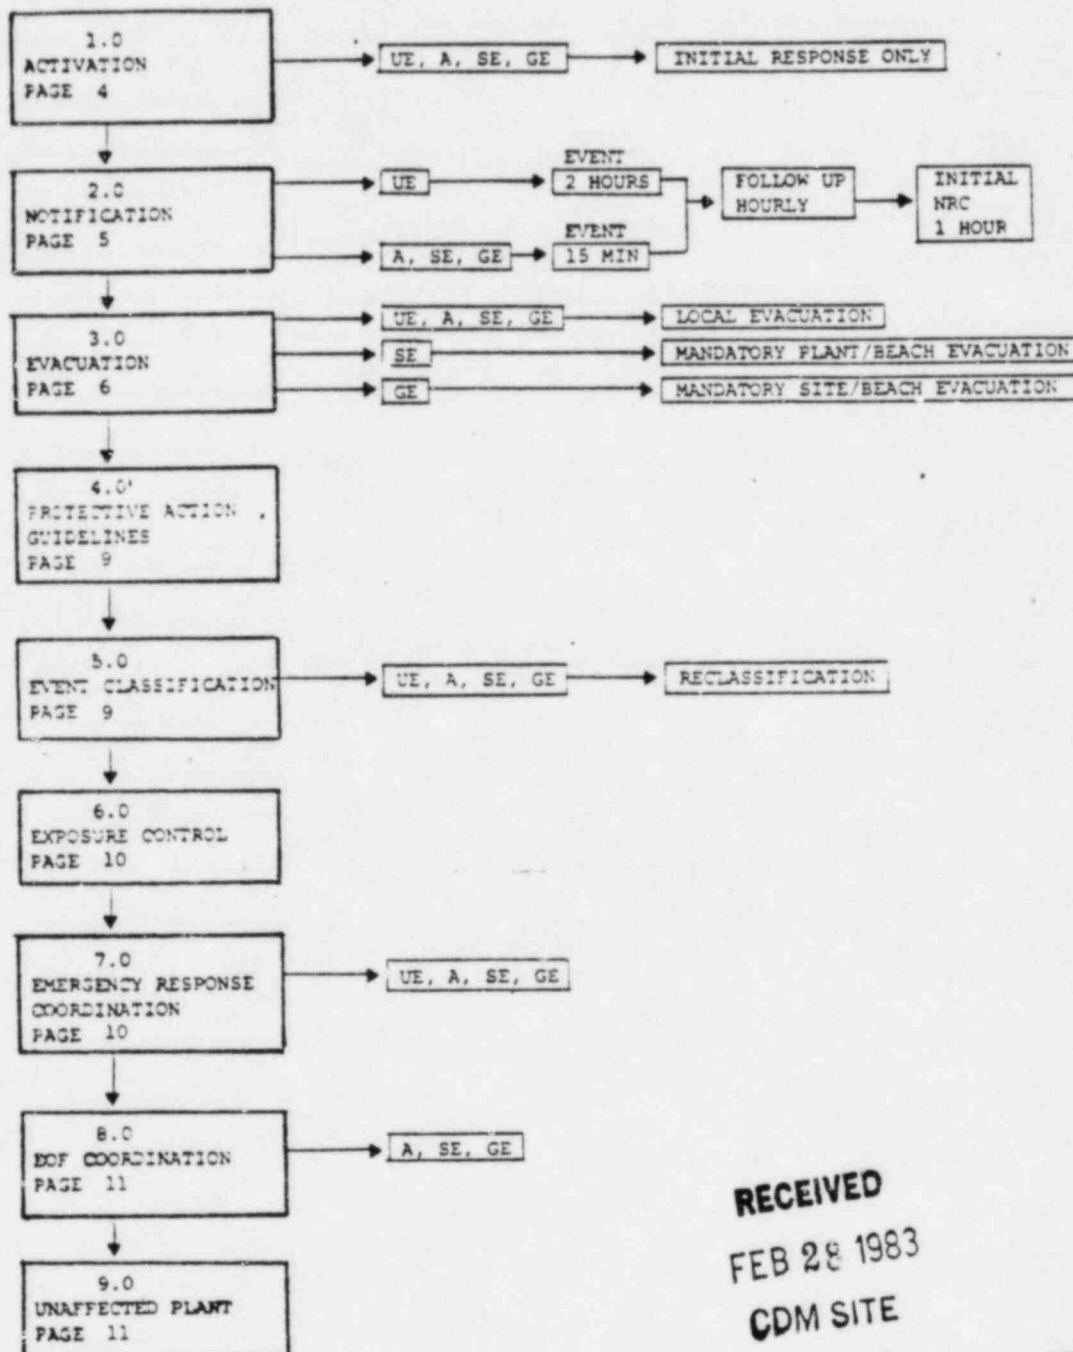 1.0
ACTIVATION
PAGE 4
UE, A, SE, GE
INITIAL RESPONSE ONLY
2.0
NOTIFICATION
PAGE 5
UE
EVENT
2 HOURS
A, SE, GE
EVENT
15 MIN
FOLLOW UP
HOURLY
INITIAL
NRC
1 HOUR
3.0
EVACUATION
PAGE 6
UE, A, SE, GE
LOCAL EVACUATION
SE
MANDATORY PLANT/BEACH EVACUATION
GE
MANDATORY SITE/BEACH EVACUATION
4.0'
PROTECTIVE ACTION
GUIDELINES
PAGE 9
5.0
EVENT CLASSIFICATION
PAGE 9
UE, A, SE, GE
RECLASSIFICATION
6.0
EXPOSURE CONTROL
PAGE 10
7.0
EMERGENCY RESPONSE
COORDINATION
PAGE 10
UE, A, SE, GE
8.0
EOF COORDINATION
PAGE 11
A, SE, GE
9.0
UNAFFECTED PLANT
PAGE 11
RECEIVED
FEB 28 1983
CDM SITE